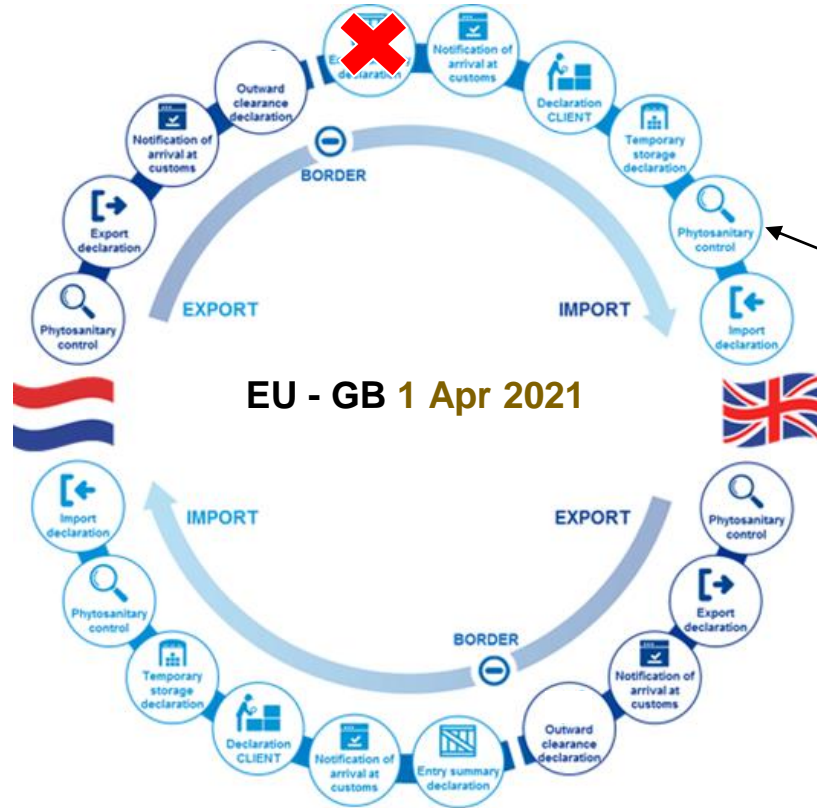 Notification of
arrival at
customs
Declaration
CLIENT
Temporary
storage
declaration
Phytosanitary
control
Import
declaration
declaration
Outward
clearance
declaration
Notification of
arrival at
customs
Export
declaration
Phytosanitary
control
BORDER
EXPORT
IMPORT
EU - GB 1 Apr 2021
IMPORT
EXPORT
BORDER
Import
declaration
Phytosanitary
control
Temporary
storage
declaration
Declaration
CLIENT
Notification of
arrival at
customs
Entry summary
declaration
Outward
clearance
declaration
Notification of
arrival at
customs
Export
declaration
Phytosanitary
control